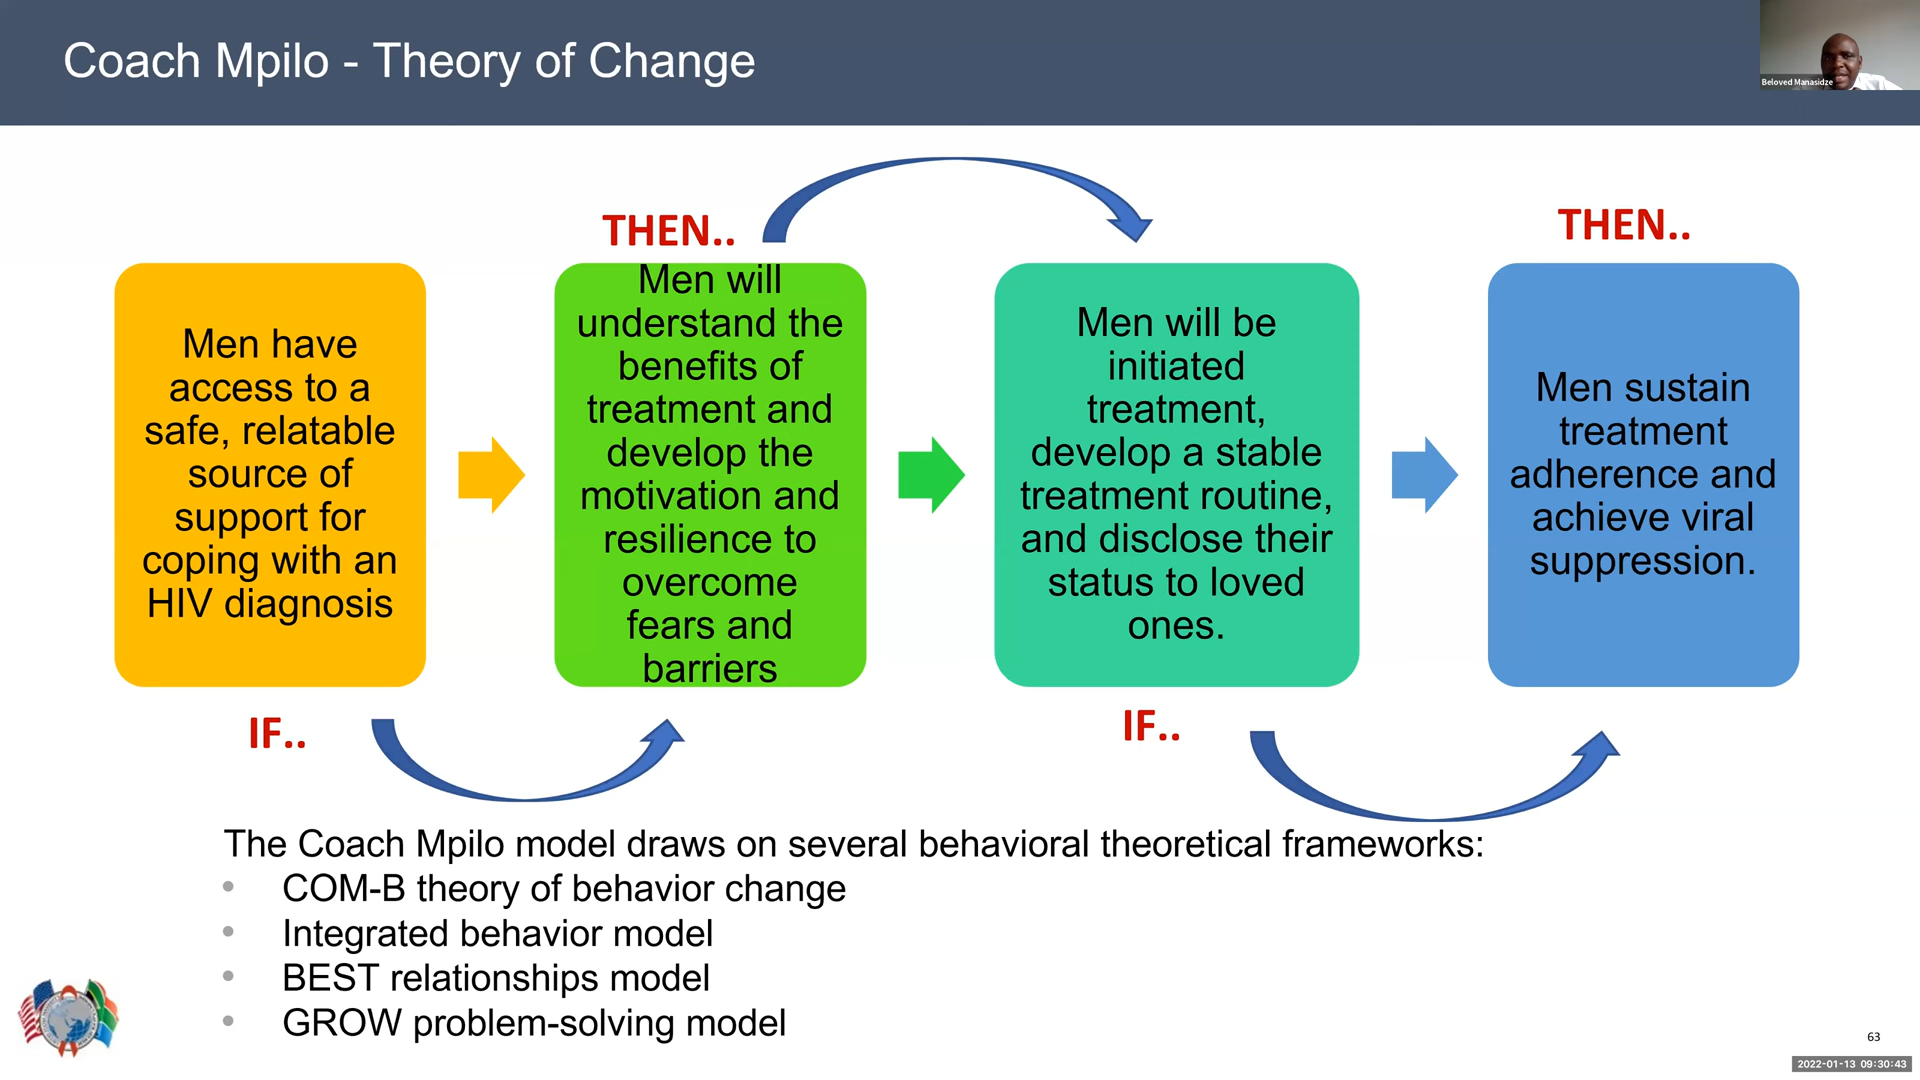 Coach Mpilo - Theory of Change
Beloved Manasidze
THEN..
THEN..
Men have
access to a
safe, relatable
source of
support for
coping with an
HIV diagnosis
Men will
understand the
benefits of
treatment and
develop the
motivation and
resilience to
overcome
fears and
barriers
Men will be
initiated
treatment,
develop a stable
treatment routine,
and disclose their
status to loved
ones.
Men sustain
treatment
adherence and
achieve viral
suppression.
IF..
IF..
The Coach Mpilo model draws on several behavioral theoretical frameworks:
• COM-B theory of behavior change
• Integrated behavior model
• BEST relationships model
• GROW problem-solving model
63
2022-01-13 09:30:43